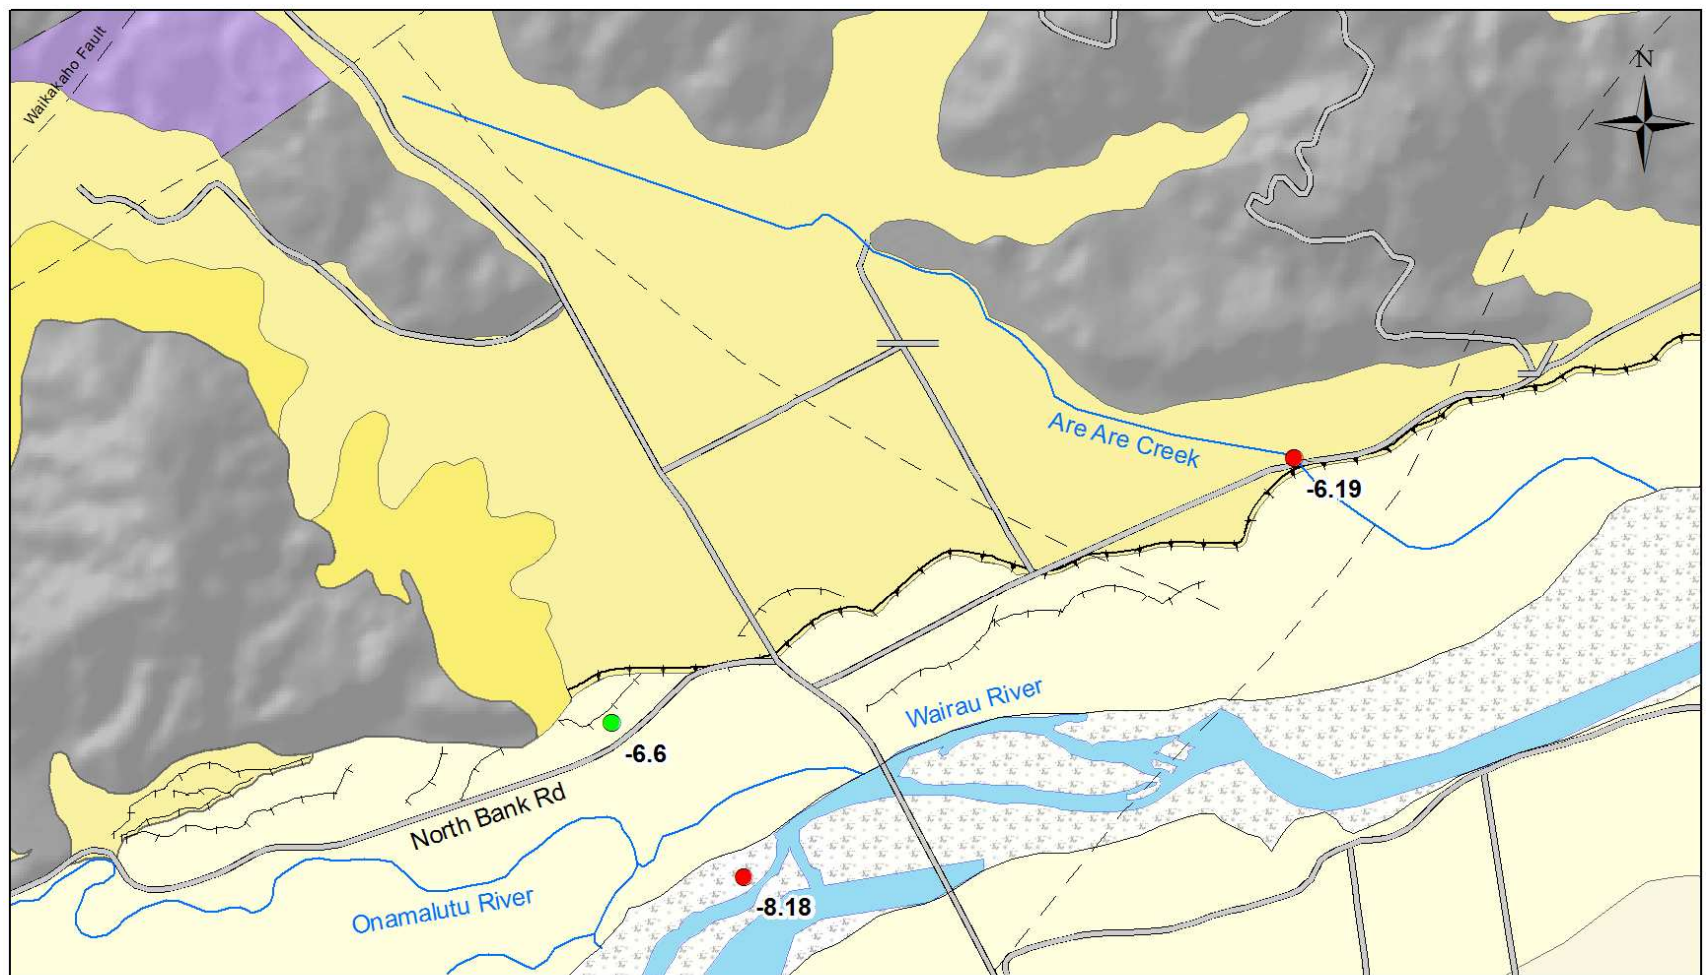 Waikakaho Fault
N
Are Are Creek
-6.19
Wairau River
-6.6
North Bank Rd
-8.18
Onamalutu River